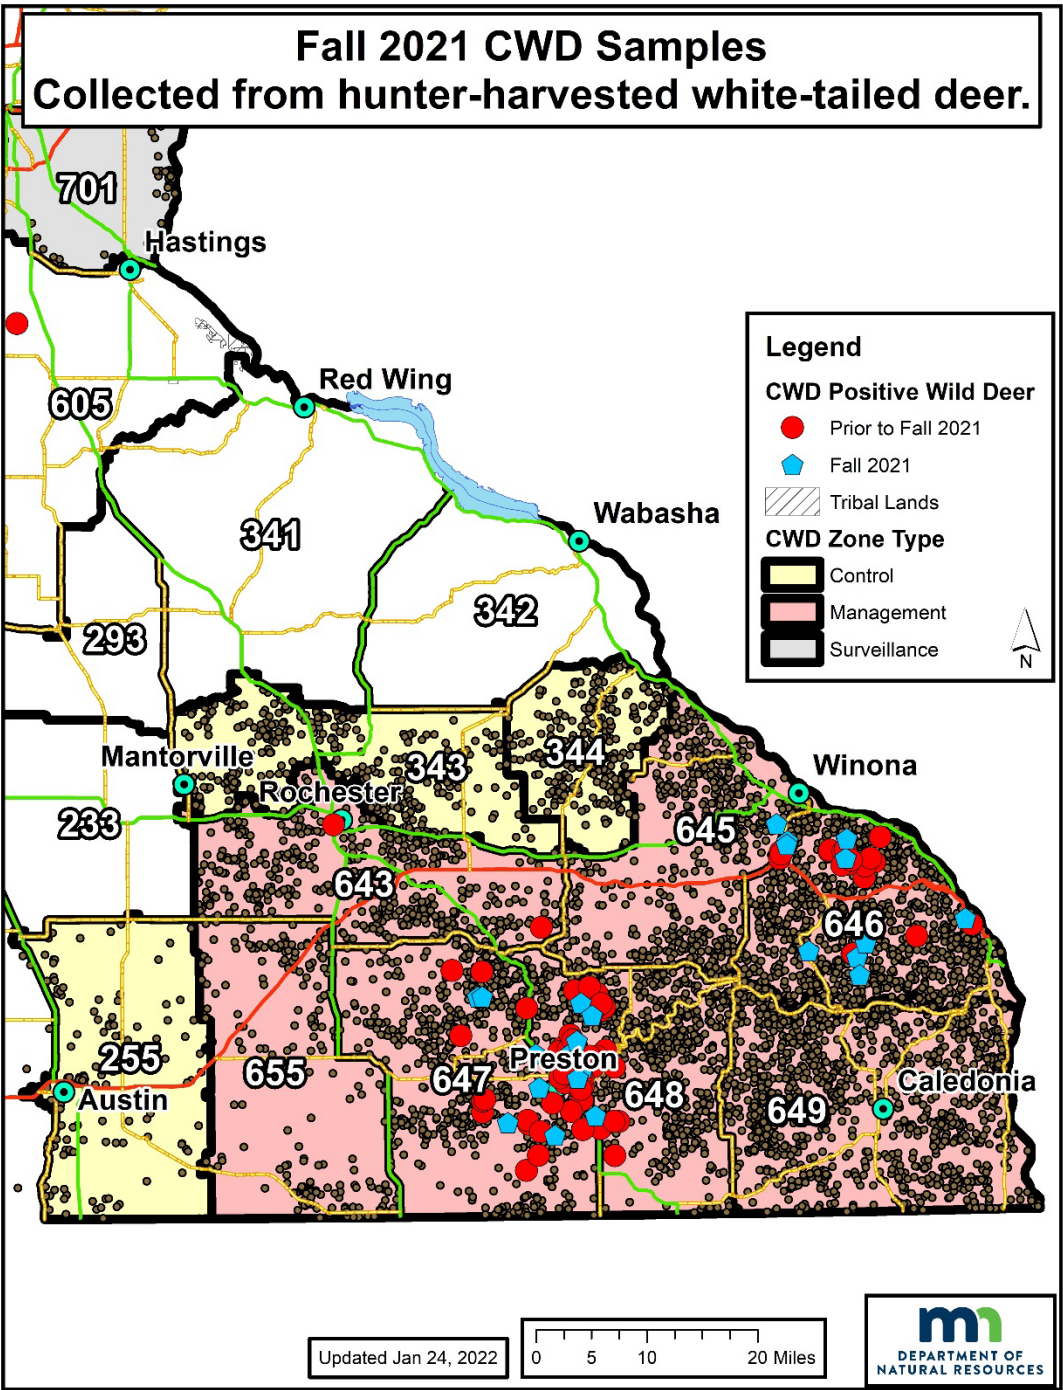 Fall 2021 CWD Samples
Collected from hunter-harvested white-tailed deer.
701
Hastings
605
Red Wing
341
Wabasha
342
293
Legend
CWD Positive Wild Deer
Prior to Fall 2021
Fall 2021
Tribal Lands
CWD Zone Type
Control
Management
Surveillance
N
Mantorville
343
344
Winona
Rochester
233
645
643
646
255
655
647
Preston
648
649
Caledonia
Austin
Updated Jan 24, 2022
0 5 10 20 Miles
mn
DEPARTMENT OF
NATURAL RESOURCES